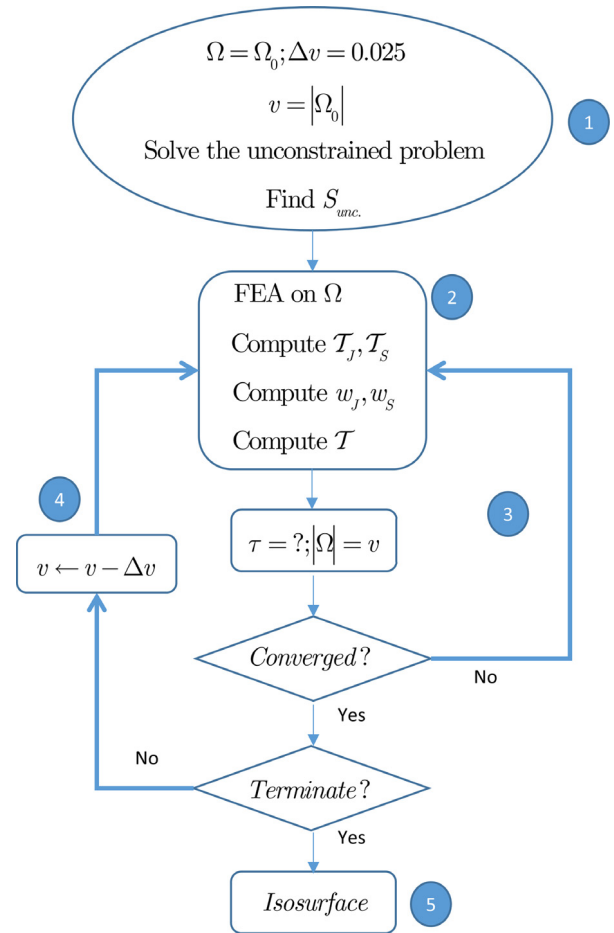 Ω = Ω₀; Δv = 0.025
v = |Ω₀|
1
Solve the unconstrained problem
Find S_unc.
FEA on Ω
2
Compute 𝒯_J, 𝒯_S
Compute w_J, w_S
Compute 𝒯
4
3
τ = ?; |Ω| = v
v ← v − Δv
Converged?
No
Yes
No
Terminate?
Yes
Isosurface
5